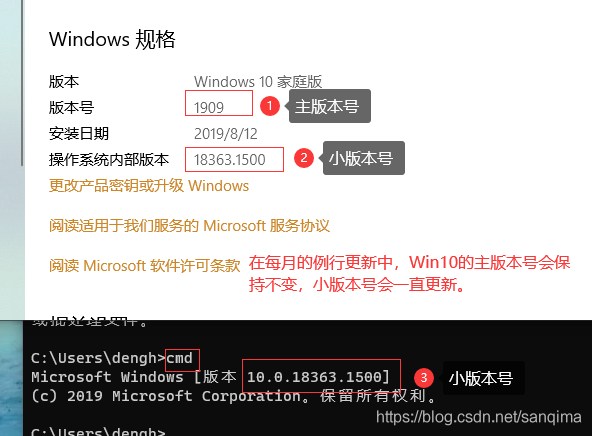 Windows 规格
版本 Windows 10 家庭版
版本号 1909 1 主版本号
安装日期 2019/8/12
操作系统内部版本 18363.1500 2 小版本号
更改产品密钥或升级 Windows
阅读适用于我们服务的 Microsoft 服务协议
阅读 Microsoft 软件许可条款
在每月的例行更新中，Win10的主版本号会保
持不变，小版本号会一直更新。
或批处理文件。
C:\Users\dengh>cmd
Microsoft Windows [版本 10.0.18363.1500] 3 小版本号
(c) 2019 Microsoft Corporation。保留所有权利。
https://blog.csdn.net/sanqima
C:\Users\dengh>